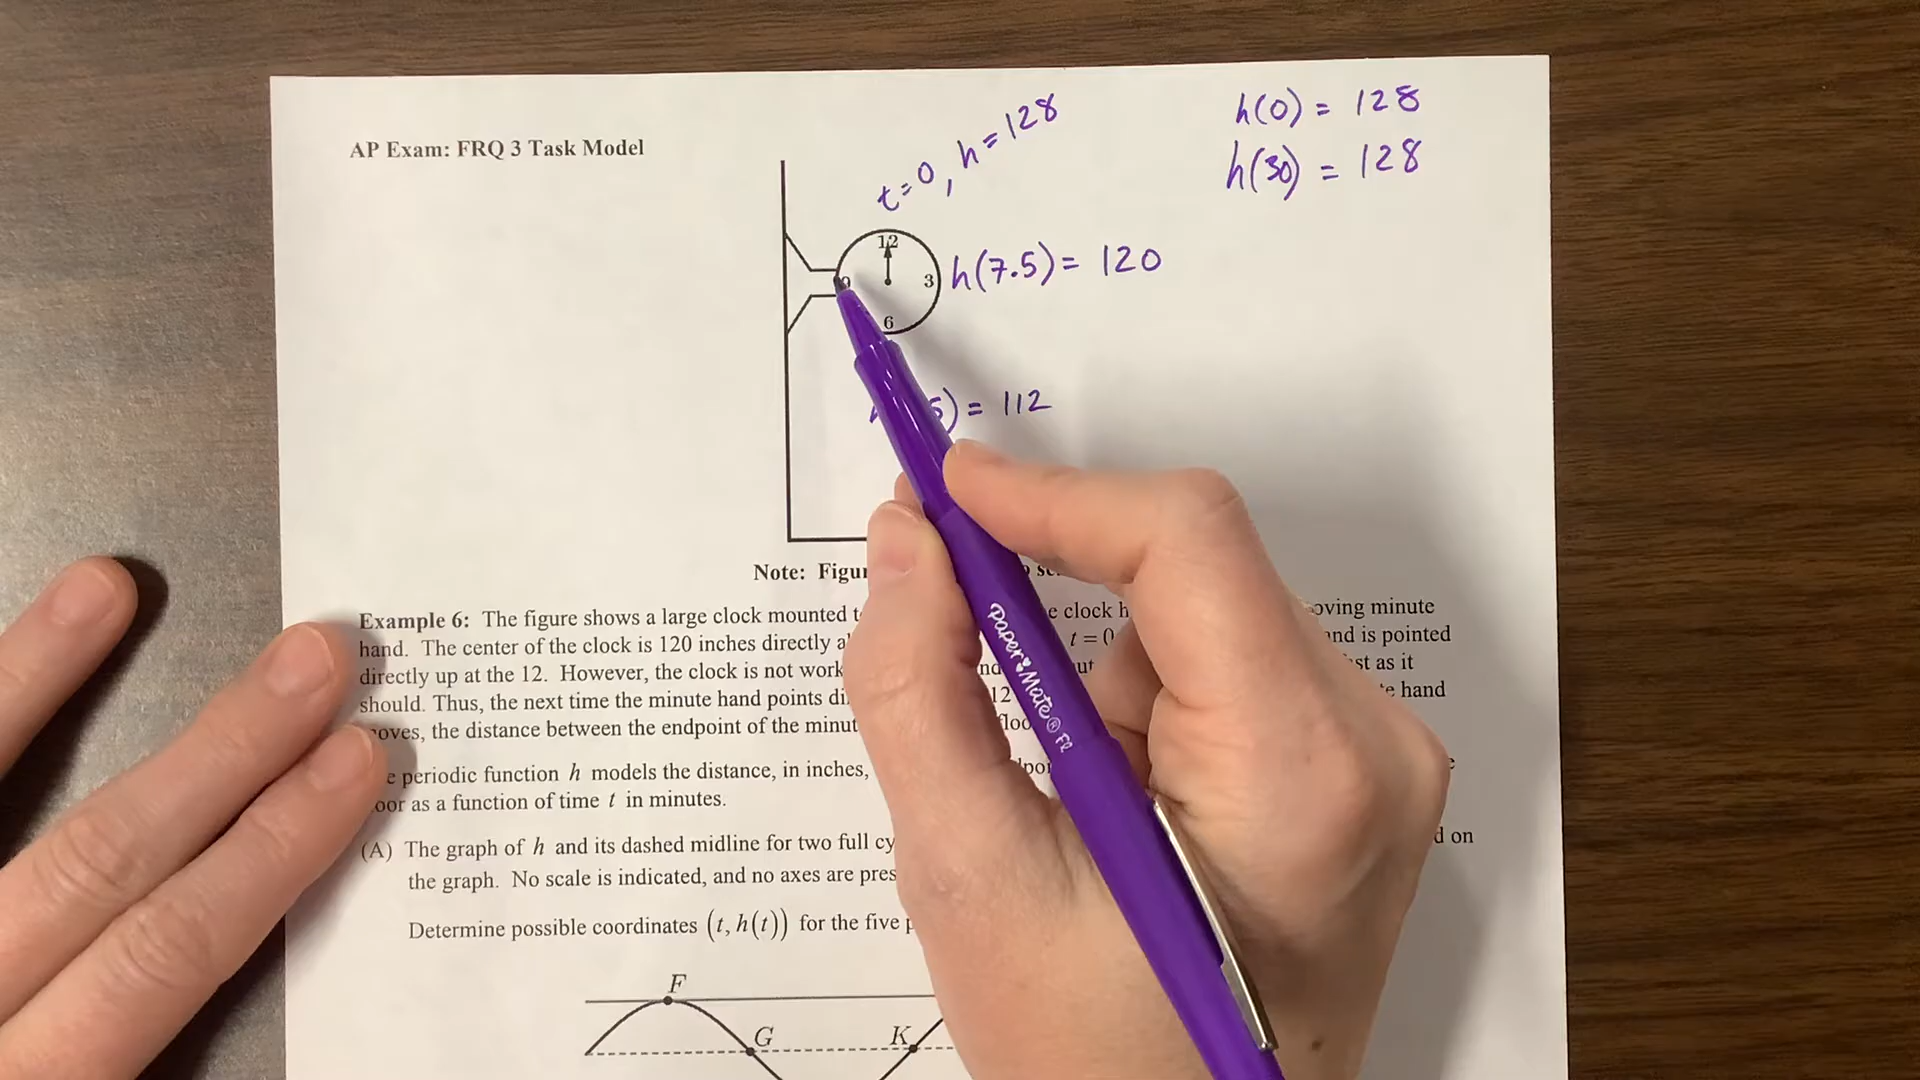 AP Exam: FRQ 3 Task Model
t=0, h=128
h(0) = 128
h(30) = 128
12
3
6
h(7.5) = 120
5) = 112
Note: Figu
Example 6: The figure shows a large clock mounted t e clock h oving minute
hand. The center of the clock is 120 inches directly a t = 0 nd is pointed
directly up at the 12. However, the clock is not work st as it
should. Thus, the next time the minute hand points di 12 hand
oves, the distance between the endpoint of the minut floo
e periodic function h models the distance, in inches,
oor as a function of time t in minutes.
(A) The graph of h and its dashed midline for two full cy d on
the graph. No scale is indicated, and no axes are pres
Determine possible coordinates (t, h(t)) for the five p
F
G
K
Paper Mate®